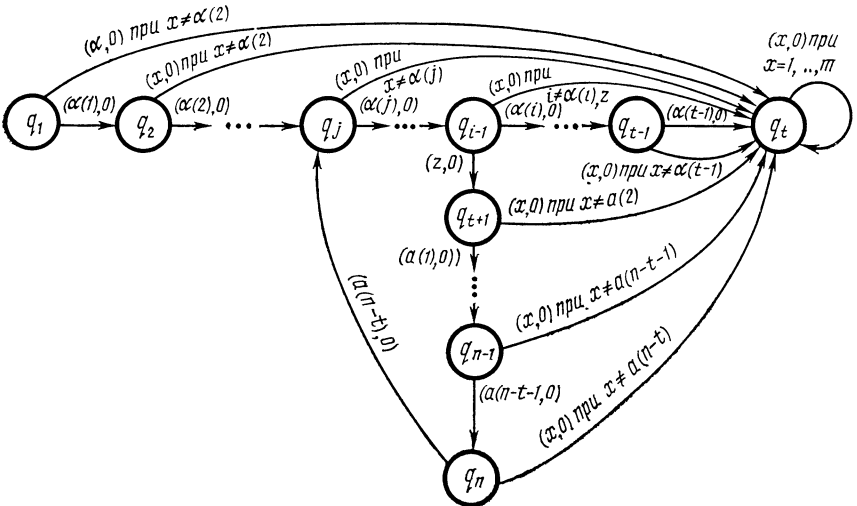 (α,0) при x≠α(2)
(x,0) при x≠α(2)
(x,0) при
x≠α(j)
(x,0) при
i≠α(i),z
(x,0) при
x=1, ..,m
q₁
(α(1),0)
q₂
(α(2),0)
...
qⱼ
(α(j),0)
...
qᵢ₋₁
(α(i),0)
...
qₜ₋₁
(α(t-1),0)
qₜ
(x,0) при x≠α(t-1)
(z,0)
qₜ₊₁
(x,0) при x≠a(2)
(a(1),0))
(a(n-t),0)
(x,0) при x≠a(n-t-1)
qₙ₋₁
(a(n-t-1,0)
(x,0) при x≠a(n-t)
qₙ